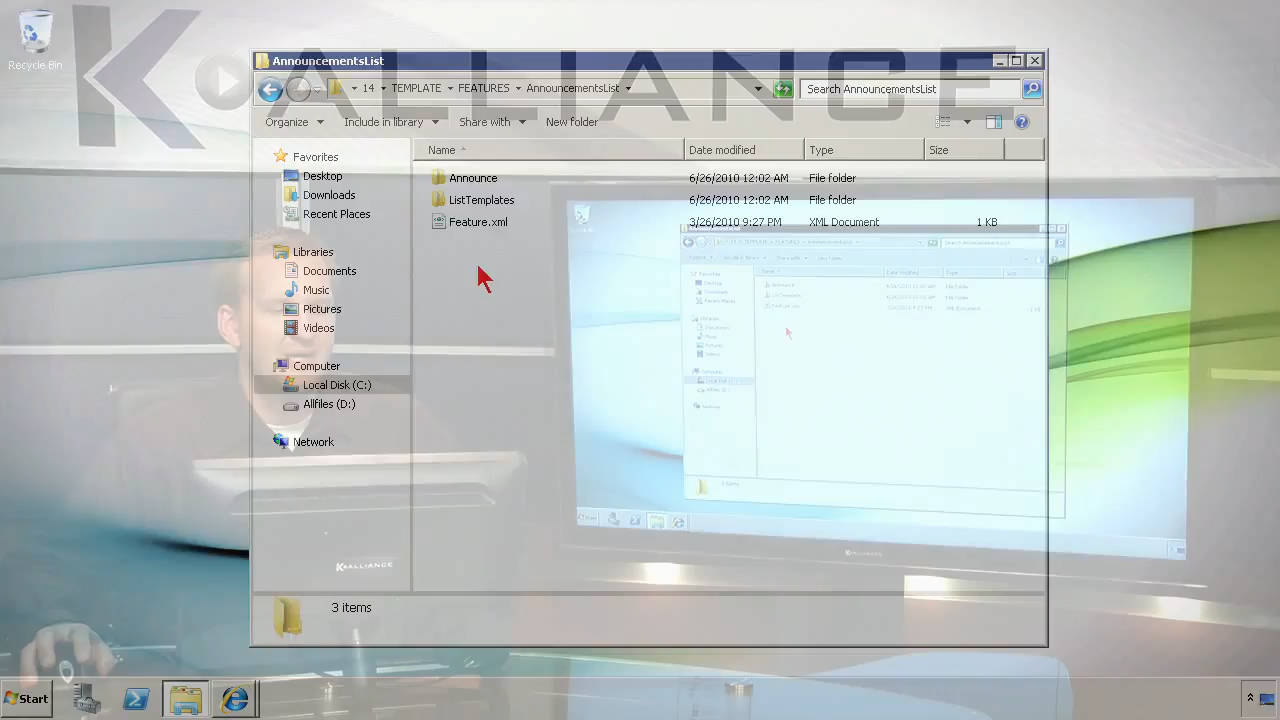 K ALLIANCE
Recycle Bin
AnnouncementsList
14 TEMPLATE FEATURES AnnouncementsList
Search AnnouncementsList
Organize Include in library Share with New folder
Name Date modified Type Size
Favorites
Desktop
Downloads
Recent Places
Libraries
Documents
Music
Pictures
Videos
Computer
Local Disk (C:)
Allfiles (D:)
Network
Announce 6/26/2010 12:02 AM File folder
ListTemplates 6/26/2010 12:02 AM File folder
Feature.xml 3/26/2010 9:27 PM XML Document 1 KB
K ALLIANCE
K ALLIANCE
3 items
Start